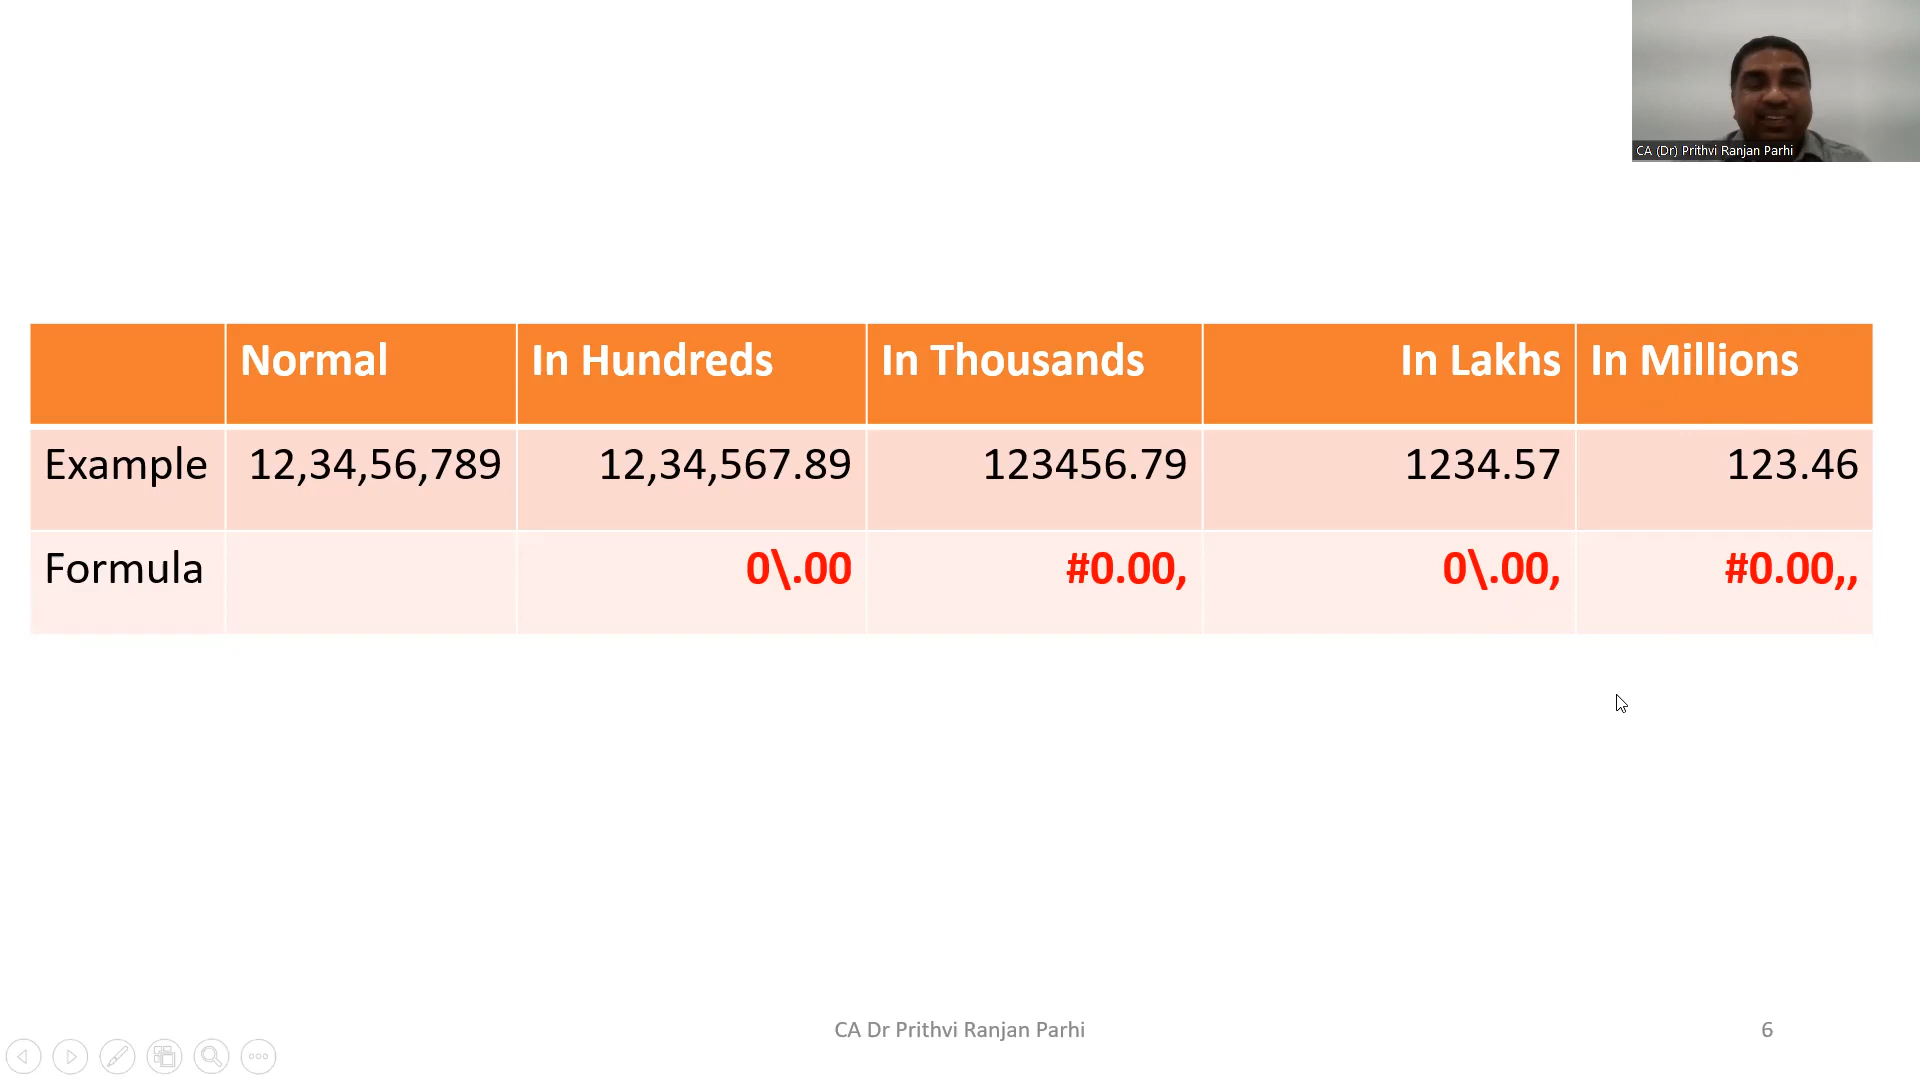 CA (Dr) Prithvi Ranjan Parhi
Normal In Hundreds In Thousands In Lakhs In Millions
Example 12,34,56,789 12,34,567.89 123456.79 1234.57 123.46
Formula 0\.00 #0.00, 0\.00, #0.00,,
CA Dr Prithvi Ranjan Parhi 6